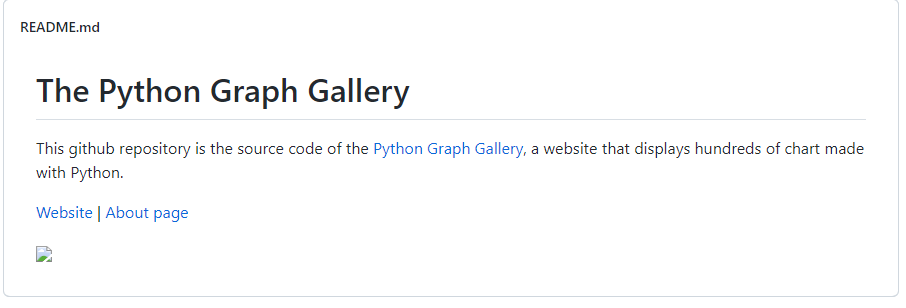 README.md
The Python Graph Gallery
This github repository is the source code of the Python Graph Gallery, a website that displays hundreds of chart made
with Python.
Website | About page